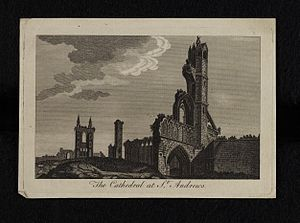 The Cathedral at St. Andrews.